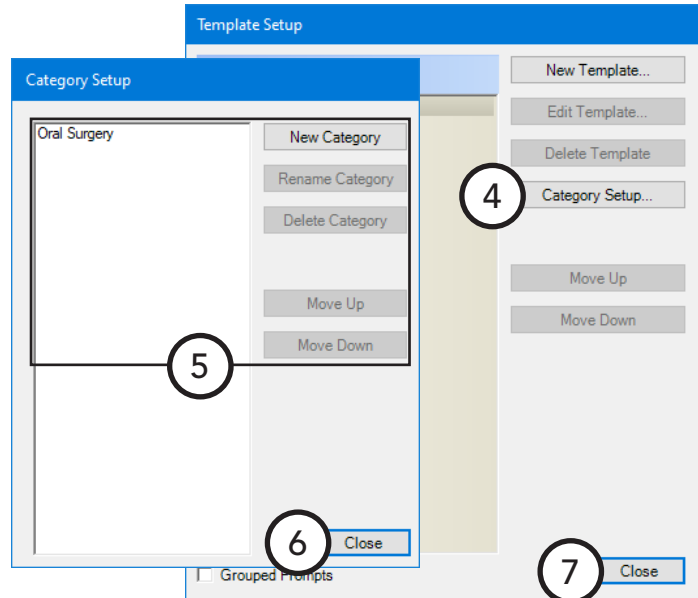 Template Setup
New Template...
Edit Template...
Delete Template
4
Category Setup...
Move Up
Move Down
Category Setup
Oral Surgery
New Category
Rename Category
Delete Category
Move Up
Move Down
5
6
Close
Grouped Prompts
7
Close